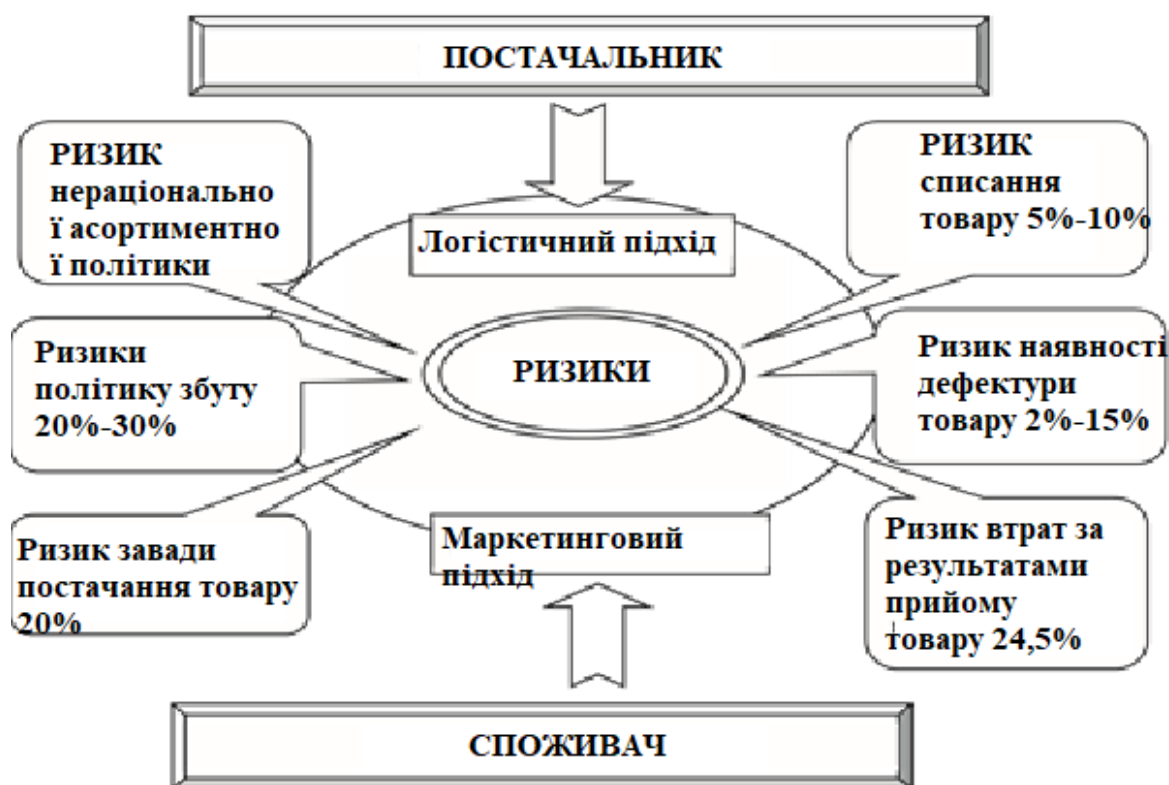 ПОСТАЧАЛЬНИК
РИЗИК
нераціонально
ї асортиментно
ї політики
РИЗИК
списання
товару 5%-10%
Логістичний підхід
Ризики
політику збуту
20%-30%
РИЗИКИ
Ризик наявності
дефектури
товару 2%-15%
Ризик завади
постачання товару
20%
Маркетинговий
підхід
Ризик втрат за
результатами
прийому
товару 24,5%
СПОЖИВАЧ